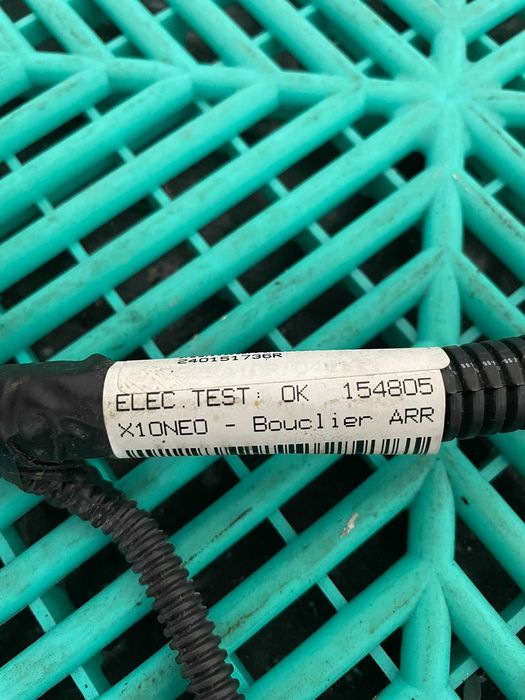 240151736R
ELEC.TEST. OK 154805
X10NEO - Bouclier ARR